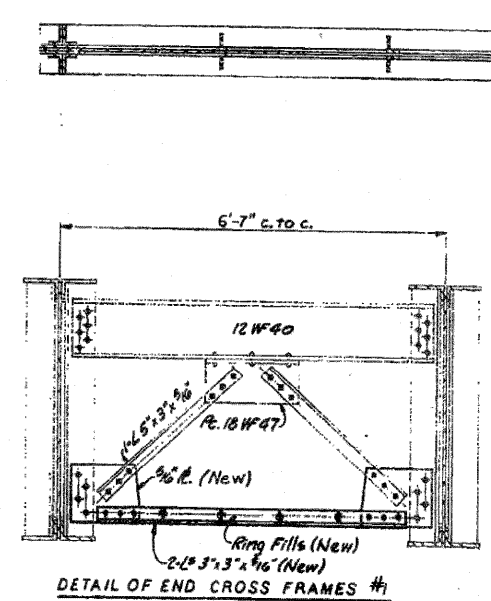 6'-7" c. to c.
12 WF 40
1-L 5"x3"x5/16"
Pc. 18 WF 47
5/16" PL. (New)
Ring Fills (New)
2-Ls 3"x3"x5/16" (New)
DETAIL OF END CROSS FRAMES #1